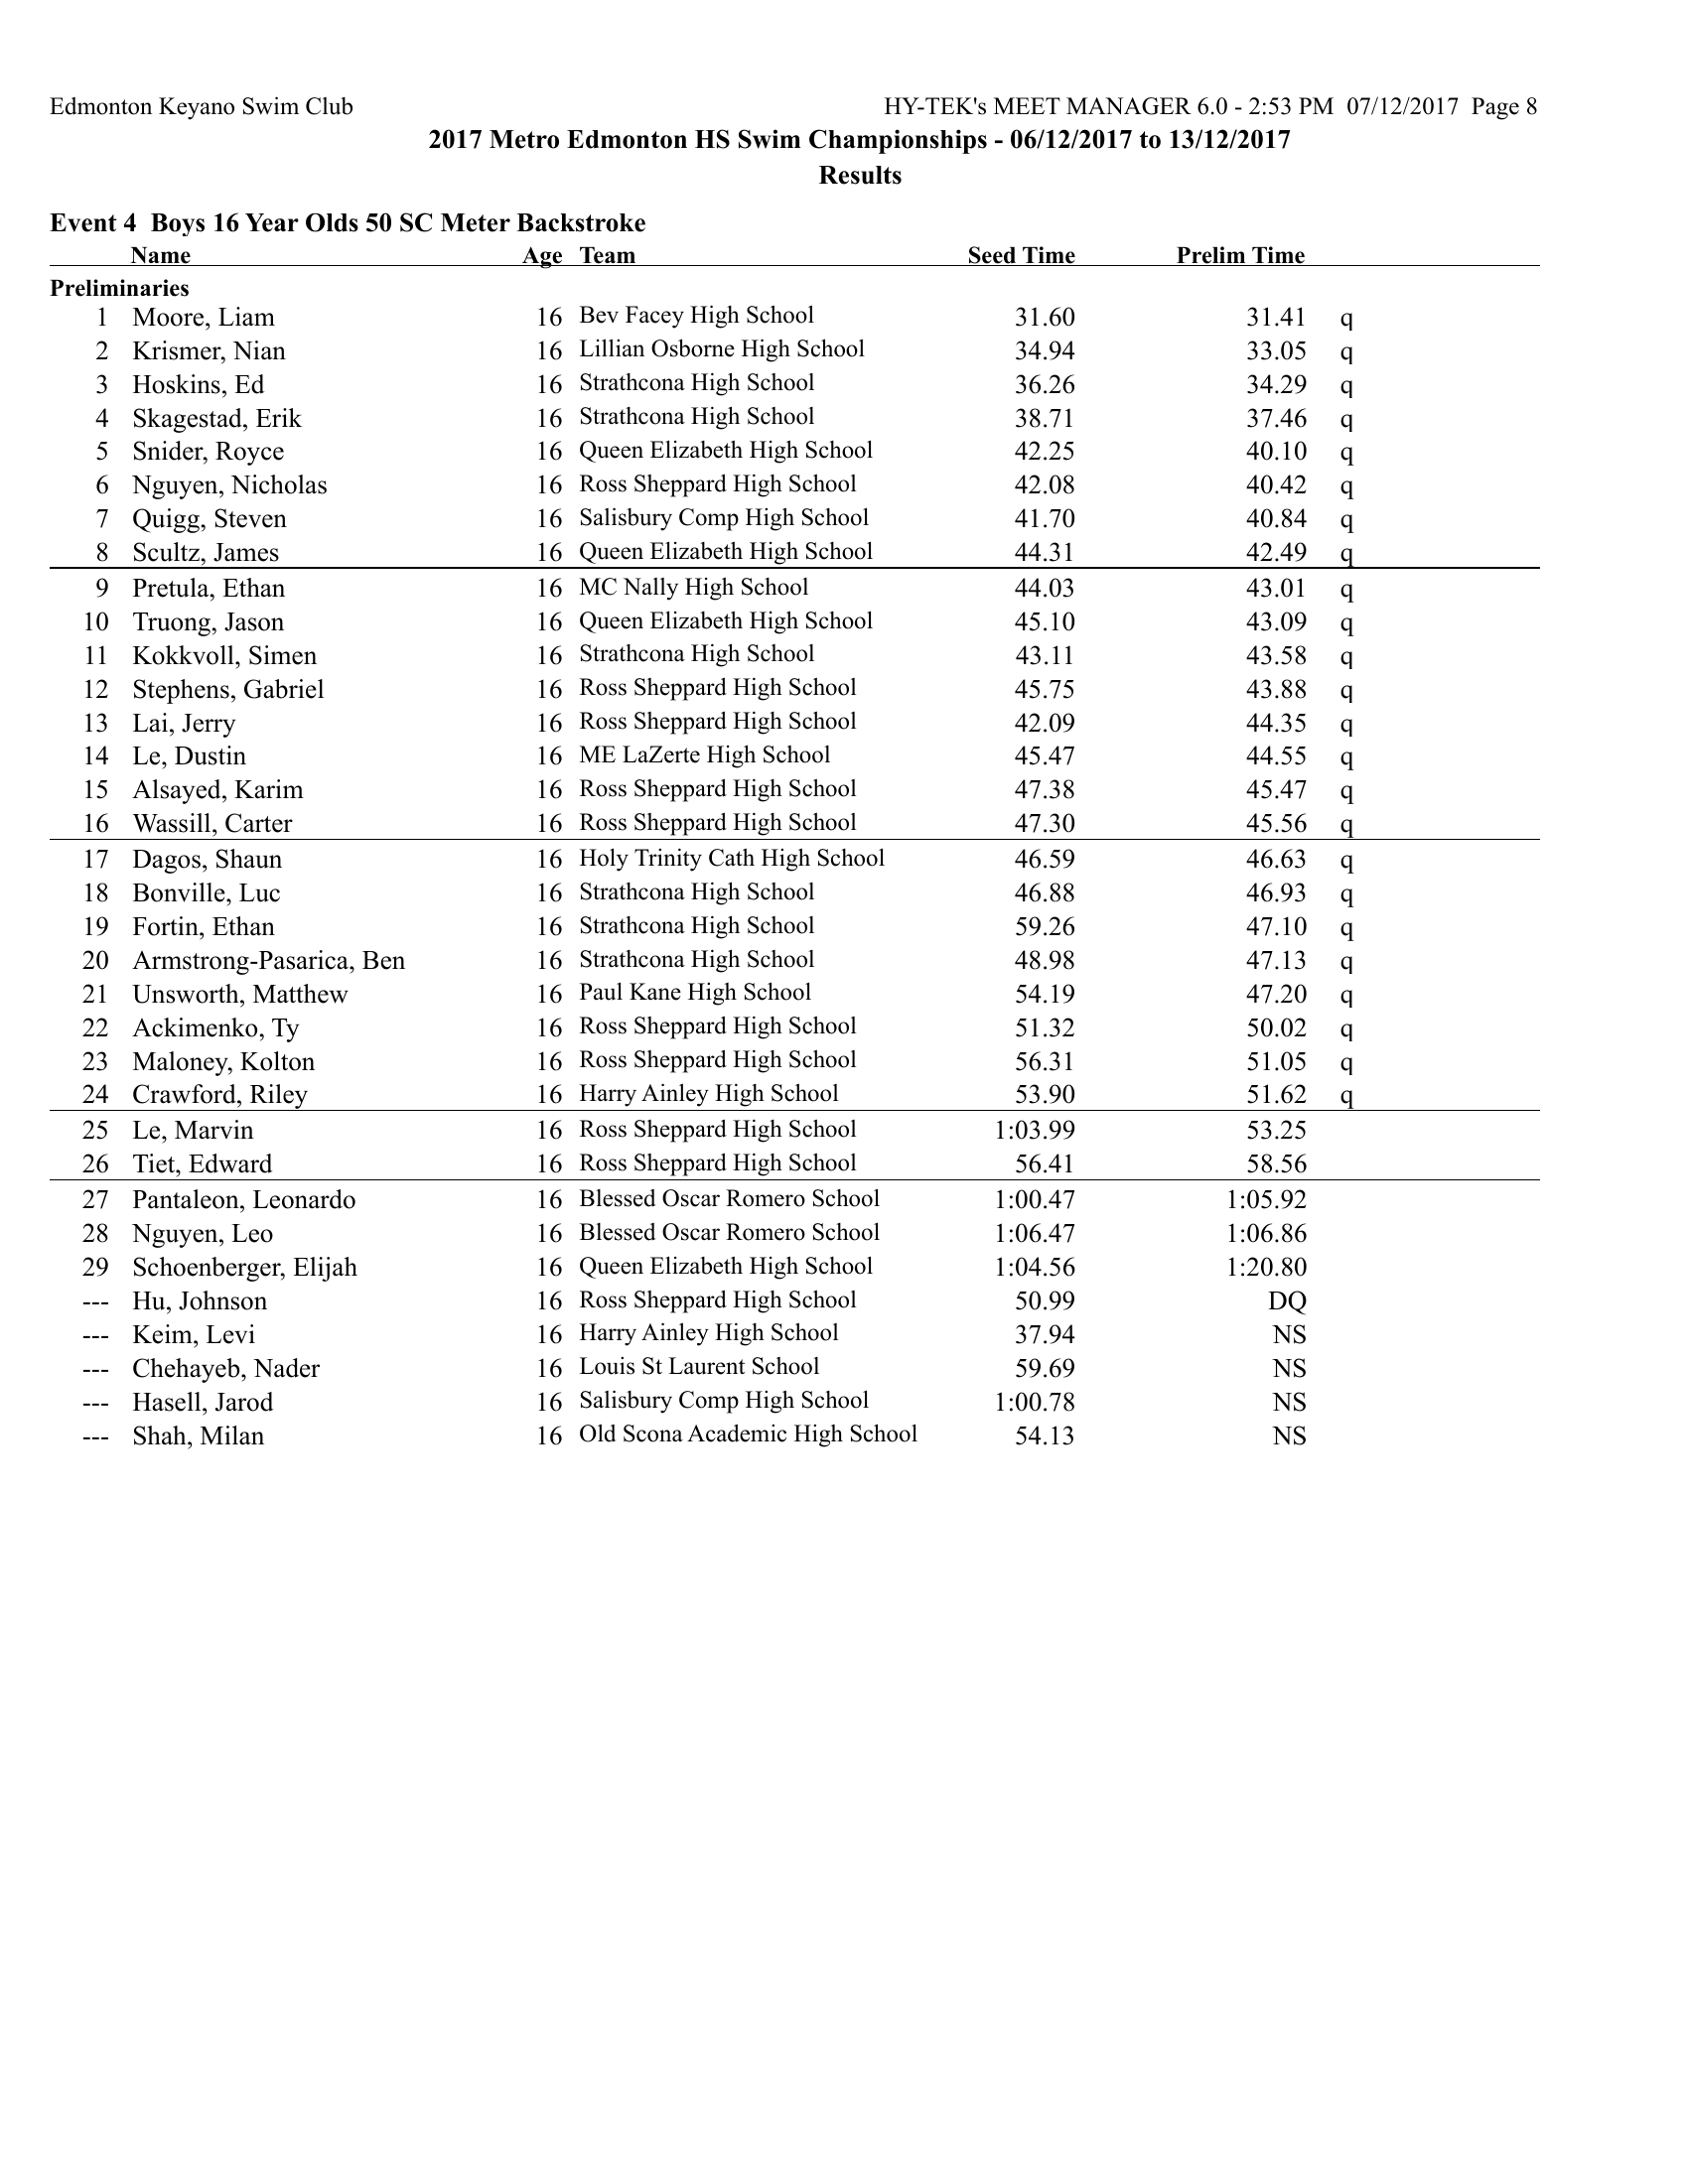 Edmonton Keyano Swim Club HY-TEK's MEET MANAGER 6.0 - 2:53 PM 07/12/2017 Page 8
2017 Metro Edmonton HS Swim Championships - 06/12/2017 to 13/12/2017
Results
Event 4 Boys 16 Year Olds 50 SC Meter Backstroke
Name Age Team Seed Time Prelim Time
Preliminaries
1 Moore, Liam 16 Bev Facey High School 31.60 31.41 q
2 Krismer, Nian 16 Lillian Osborne High School 34.94 33.05 q
3 Hoskins, Ed 16 Strathcona High School 36.26 34.29 q
4 Skagestad, Erik 16 Strathcona High School 38.71 37.46 q
5 Snider, Royce 16 Queen Elizabeth High School 42.25 40.10 q
6 Nguyen, Nicholas 16 Ross Sheppard High School 42.08 40.42 q
7 Quigg, Steven 16 Salisbury Comp High School 41.70 40.84 q
8 Scultz, James 16 Queen Elizabeth High School 44.31 42.49 q
9 Pretula, Ethan 16 MC Nally High School 44.03 43.01 q
10 Truong, Jason 16 Queen Elizabeth High School 45.10 43.09 q
11 Kokkvoll, Simen 16 Strathcona High School 43.11 43.58 q
12 Stephens, Gabriel 16 Ross Sheppard High School 45.75 43.88 q
13 Lai, Jerry 16 Ross Sheppard High School 42.09 44.35 q
14 Le, Dustin 16 ME LaZerte High School 45.47 44.55 q
15 Alsayed, Karim 16 Ross Sheppard High School 47.38 45.47 q
16 Wassill, Carter 16 Ross Sheppard High School 47.30 45.56 q
17 Dagos, Shaun 16 Holy Trinity Cath High School 46.59 46.63 q
18 Bonville, Luc 16 Strathcona High School 46.88 46.93 q
19 Fortin, Ethan 16 Strathcona High School 59.26 47.10 q
20 Armstrong-Pasarica, Ben 16 Strathcona High School 48.98 47.13 q
21 Unsworth, Matthew 16 Paul Kane High School 54.19 47.20 q
22 Ackimenko, Ty 16 Ross Sheppard High School 51.32 50.02 q
23 Maloney, Kolton 16 Ross Sheppard High School 56.31 51.05 q
24 Crawford, Riley 16 Harry Ainley High School 53.90 51.62 q
25 Le, Marvin 16 Ross Sheppard High School 1:03.99 53.25
26 Tiet, Edward 16 Ross Sheppard High School 56.41 58.56
27 Pantaleon, Leonardo 16 Blessed Oscar Romero School 1:00.47 1:05.92
28 Nguyen, Leo 16 Blessed Oscar Romero School 1:06.47 1:06.86
29 Schoenberger, Elijah 16 Queen Elizabeth High School 1:04.56 1:20.80
--- Hu, Johnson 16 Ross Sheppard High School 50.99 DQ
--- Keim, Levi 16 Harry Ainley High School 37.94 NS
--- Chehayeb, Nader 16 Louis St Laurent School 59.69 NS
--- Hasell, Jarod 16 Salisbury Comp High School 1:00.78 NS
--- Shah, Milan 16 Old Scona Academic High School 54.13 NS